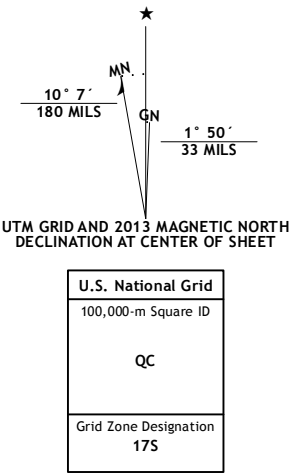 ★
MN
10° 7´
180 MILS
GN
1° 50´
33 MILS
UTM GRID AND 2013 MAGNETIC NORTH
DECLINATION AT CENTER OF SHEET
U.S. National Grid
100,000-m Square ID
QC
Grid Zone Designation
17S